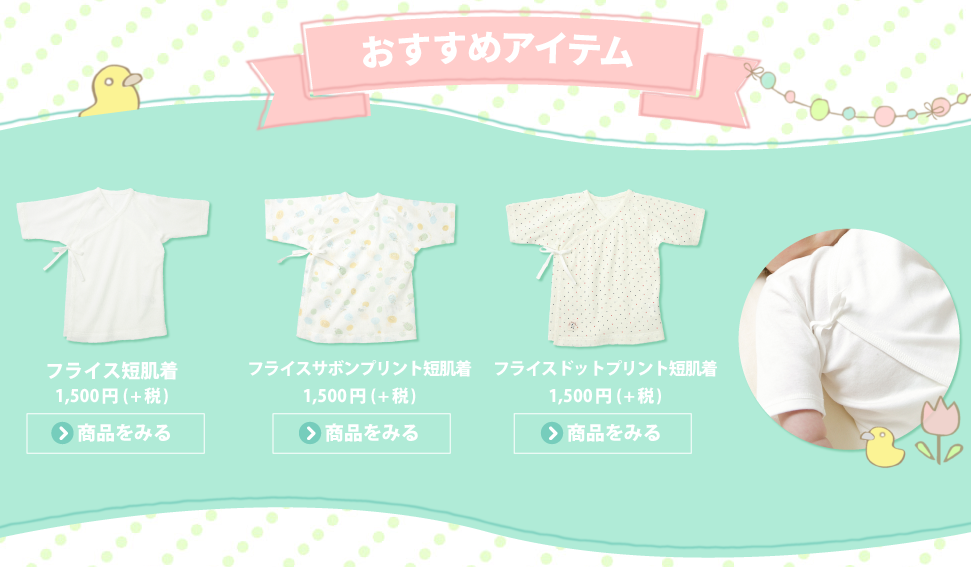 おすすめアイテム
フライス短肌着
1,500円(+税)
商品をみる
フライスサボンプリント短肌着
1,500円(+税)
商品をみる
フライスドットプリント短肌着
1,500円(+税)
商品をみる